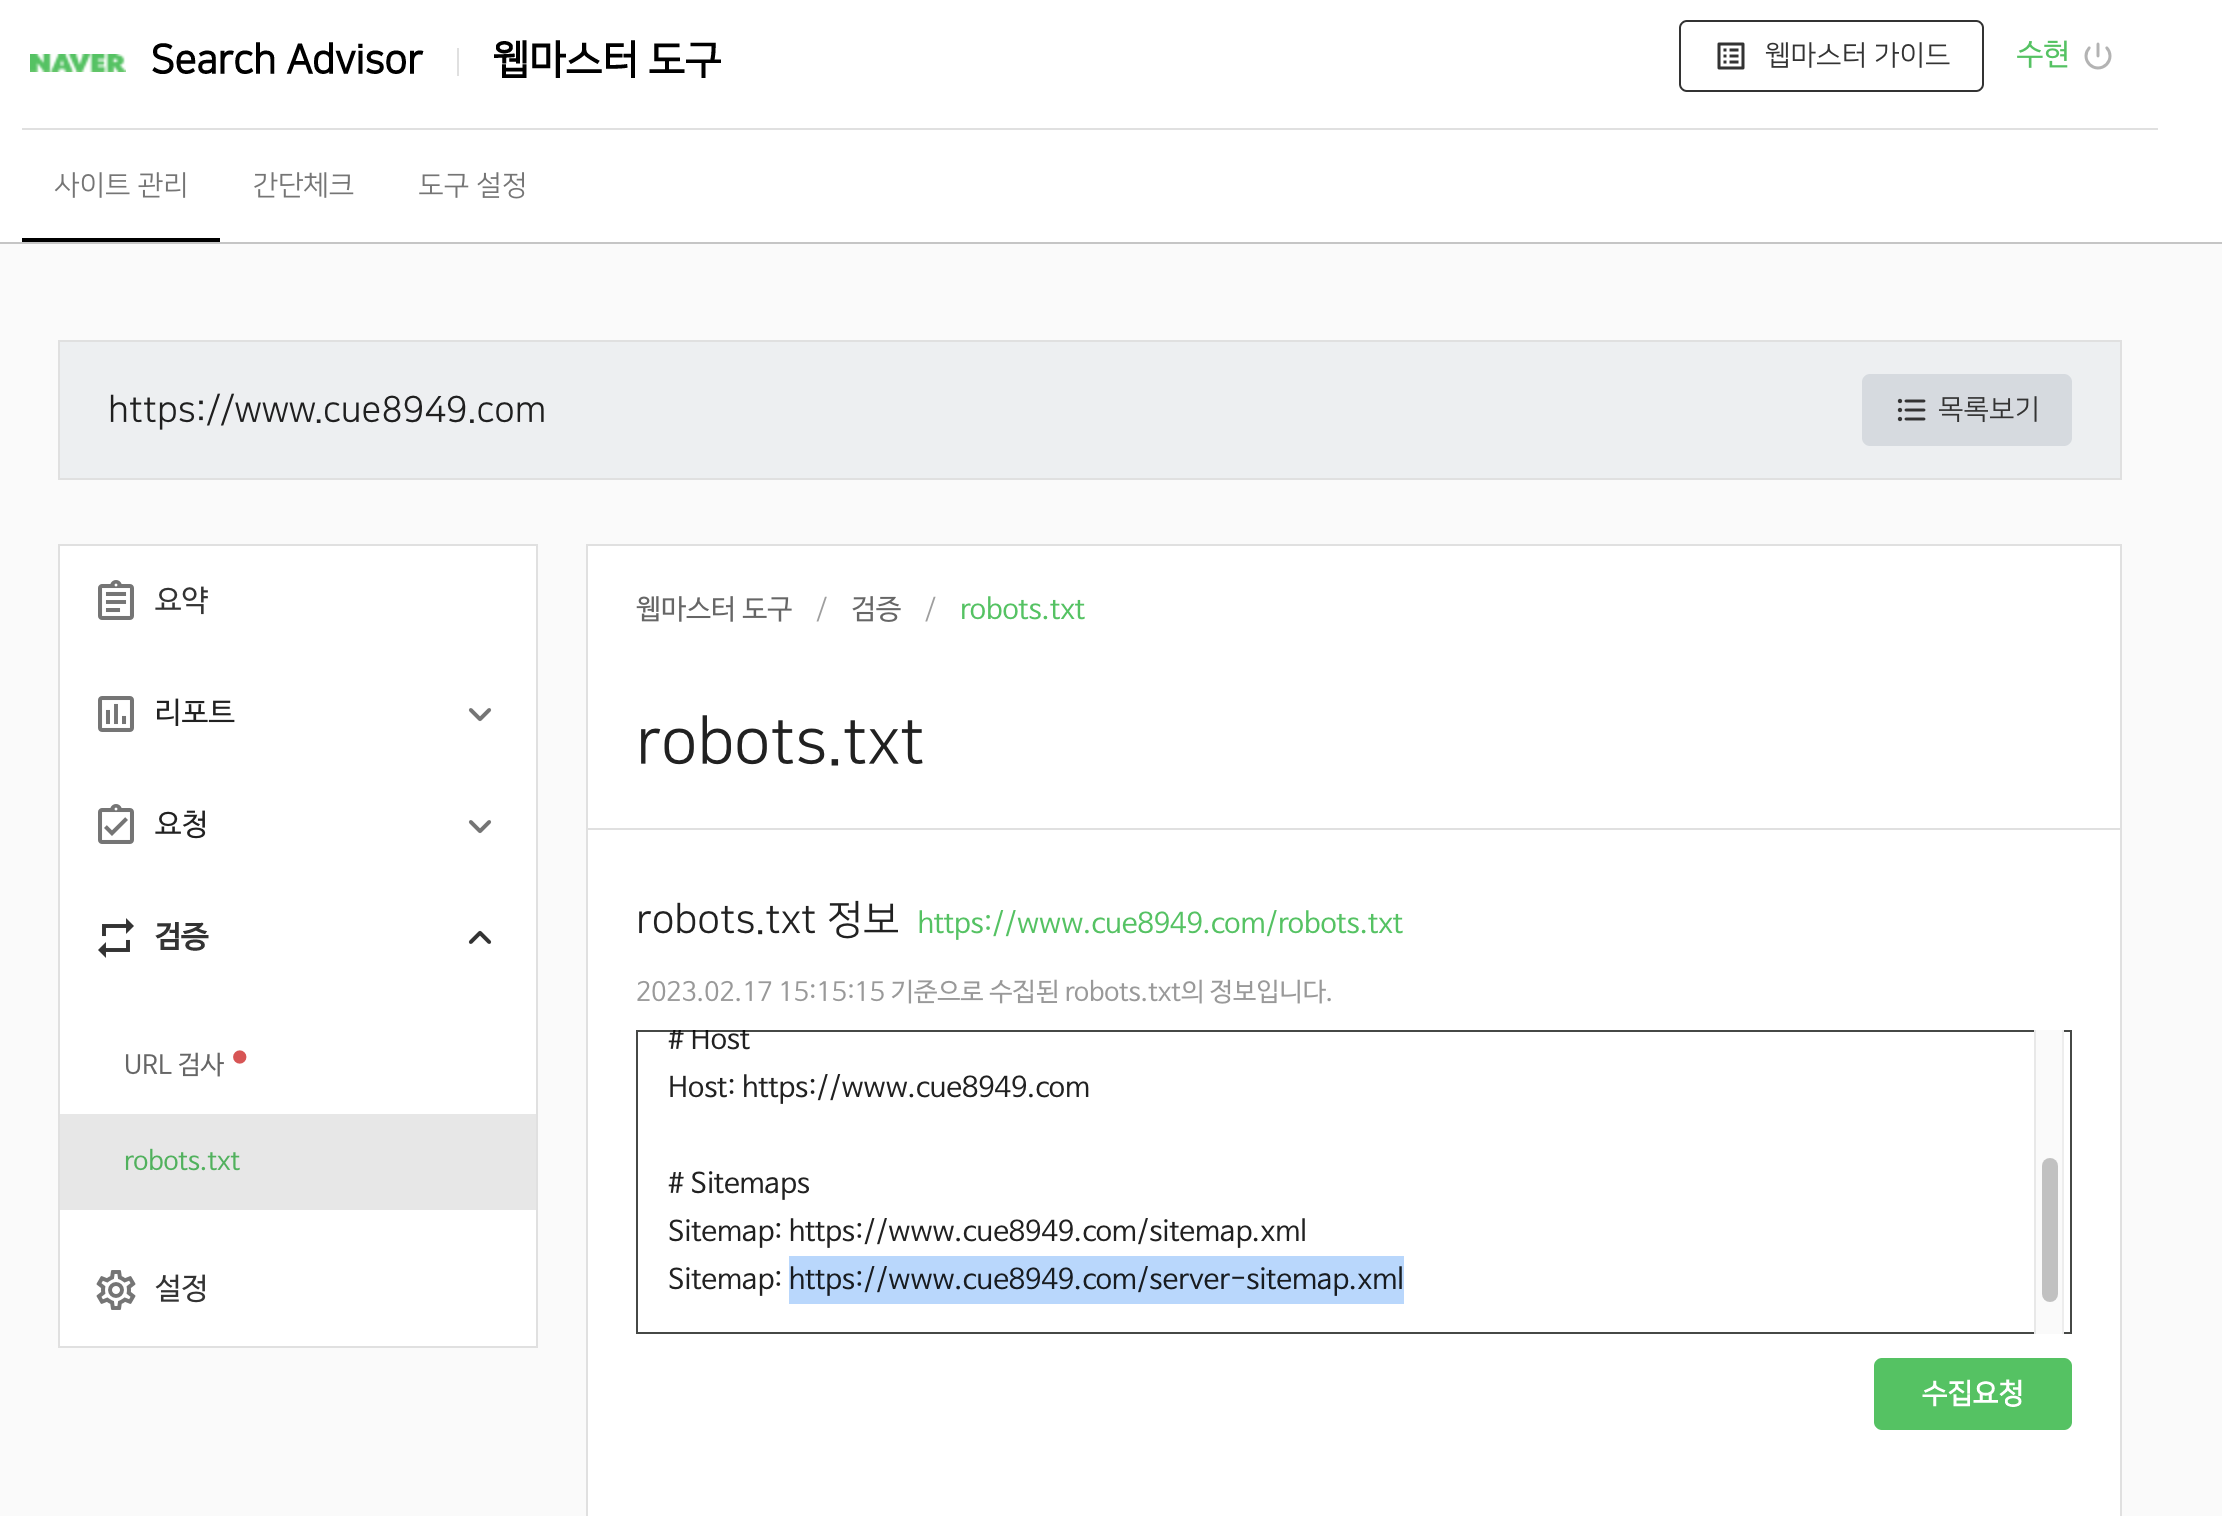 NAVER Search Advisor 웹마스터 도구 웹마스터 가이드 수현
사이트 관리 간단체크 도구 설정
https://www.cue8949.com 목록보기
요약
리포트
요청
검증
URL 검사
robots.txt
설정
웹마스터 도구 / 검증 / robots.txt
robots.txt
robots.txt 정보 https://www.cue8949.com/robots.txt
2023.02.17 15:15:15 기준으로 수집된 robots.txt의 정보입니다.
# Host
Host: https://www.cue8949.com
# Sitemaps
Sitemap: https://www.cue8949.com/sitemap.xml
Sitemap: https://www.cue8949.com/server-sitemap.xml
수집요청